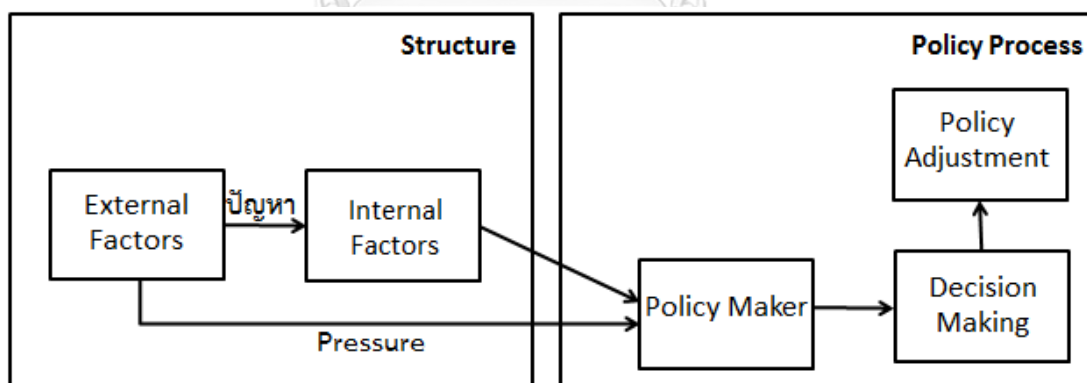 Structure
External
Factors
ปัญหา
Internal
Factors
Pressure
Policy Process
Policy
Adjustment
Policy Maker
Decision
Making